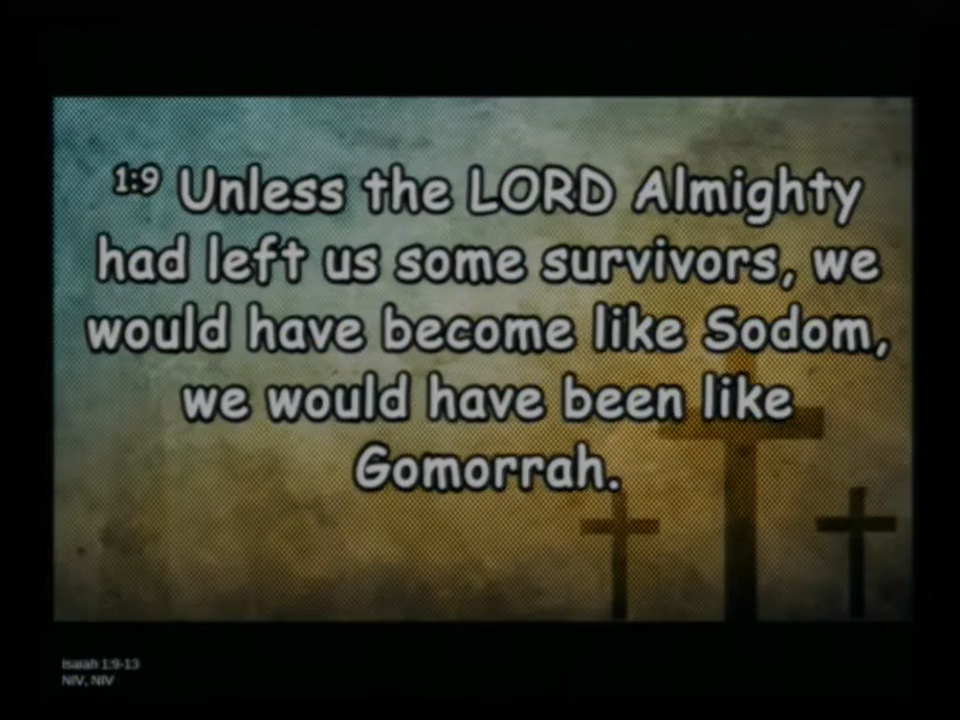 1:9 Unless the LORD Almighty
had left us some survivors, we
would have become like Sodom,
we would have been like
Gomorrah.
Isaiah 1:9-13
NIV, NIV